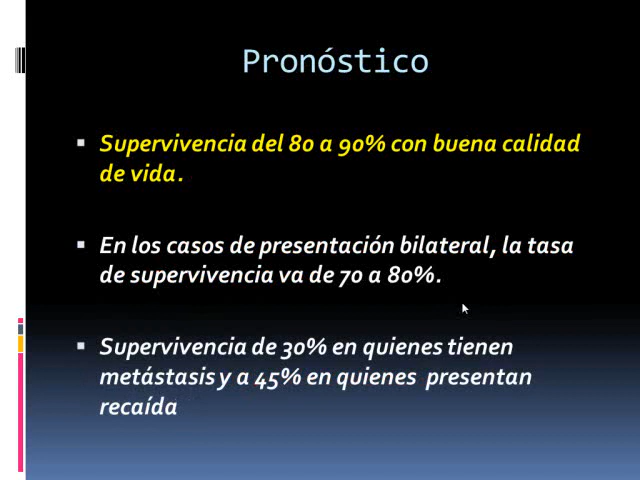 Pronóstico
Supervivencia del 80 a 90% con buena calidad
de vida.
En los casos de presentación bilateral, la tasa
de supervivencia va de 70 a 80%.
Supervivencia de 30% en quienes tienen
metástasis y a 45% en quienes presentan
recaída